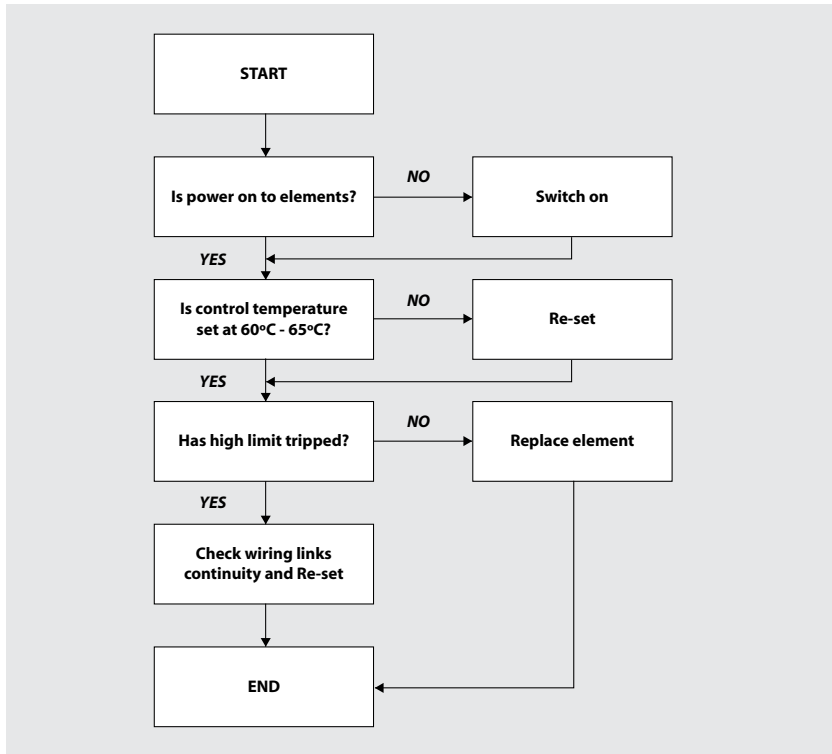 START
Is power on to elements?
NO
Switch on
YES
Is control temperature
set at 60ºC - 65ºC?
NO
Re-set
YES
Has high limit tripped?
NO
Replace element
YES
Check wiring links
continuity and Re-set
END